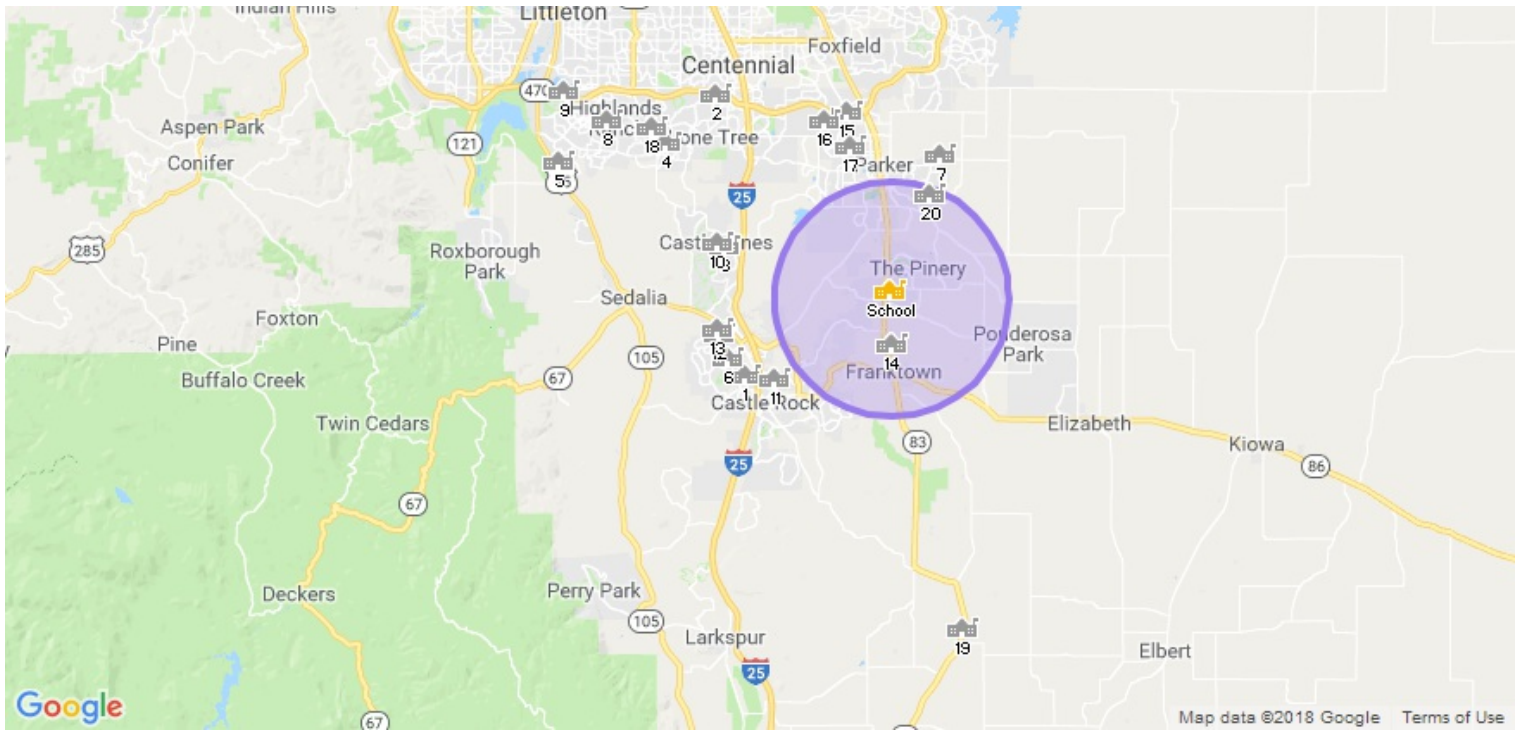 Indian Hills
Littleton
Foxfield
Centennial
470
9
Highlands
Ranch
2
8
18
4
Lone Tree
16
15
17
Aspen Park
Conifer
121
5
Parker
7
25
20
285
Roxborough
Park
10
3
The Pinery
School
Sedalia
Foxton
Pine
Buffalo Creek
105
13
6
1
11
Castle Rock
14
Franktown
Ponderosa
Park
67
Twin Cedars
Elizabeth
83
Kiowa
86
25
67
Deckers
Perry Park
105
Larkspur
25
19
Elbert
67
Google
Map data ©2018 Google
Terms of Use